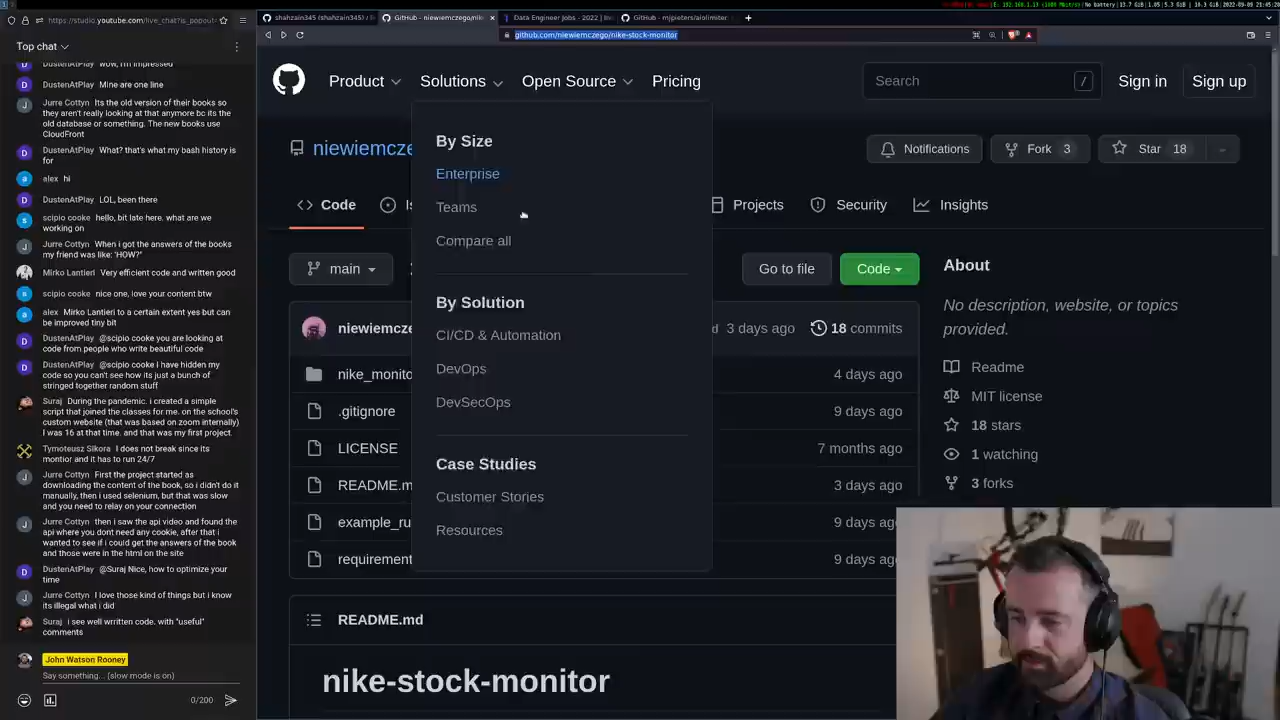 https://studio.youtube.com/live_chat?is_popout=
Top chat
DustenAtPlay wow, I'm impressed
DustenAtPlay Mine are one line
Jurre Cottyn Its the old version of their books so
they aren't really looking at that anymore bc its the
old database or something. The new books use
CloudFront
DustenAtPlay What? that's what my bash history is
for
alex hi
DustenAtPlay LOL, been there
scipio cooke hello, bit late here. what are we
working on
Jurre Cottyn When i got the answers of the books
my friend was like: 'HOW?"
Mirko Lantieri Very efficient code and written good
scipio cooke nice one, love your content btw
alex Mirko Lantieri to a certain extent yes but can
be improved tiny bit
DustenAtPlay @scipio cooke you are looking at
code from people who write beautiful code
DustenAtPlay @scipio cooke I have hidden my
code so you can't see how its just a bunch of
stringed together random stuff
Suraj During the pandemic. i created a simple
script that joined the classes for me. on the school's
custom website (that was based on zoom internally)
I was 16 at that time. and that was my first project.
Tymoteusz Sikora I does not break since its
montior and it has to run 24/7
Jurre Cottyn First the project started as
downloading the content of the book, so i didn't do it
manually, then i used selenium, but that was slow
and you need to relay on your connection
Jurre Cottyn then i saw the api video and found the
api where you dont need any cookie, after that i
wanted to see if i could get the answers of the book
and those were in the html on the site
DustenAtPlay @Suraj Nice, how to optimize your
time
Jurre Cottyn I love those kind of things but i know
its illegal what i did
Suraj i see well wrritten code. with "useful"
comments
John Watson Rooney
Say something... (slow mode is on)
0/200
shahzain345 (shahzain345) /
GitHub - niewiemczego/nike
Data Engineer Jobs - 2022 | live
GitHub - mjpieters/aiolimiter
github.com/niewiemczego/nike-stock-monitor
Product
Solutions
Open Source
Pricing
Search
/
Sign in
Sign up
By Size
Enterprise
Teams
Compare all
By Solution
CI/CD & Automation
DevOps
DevSecOps
Case Studies
Customer Stories
Resources
niewiemcze
Notifications
Fork 3
Star 18
Code
Is
Projects
Security
Insights
main
Go to file
Code
niewiemcze
3 days ago
18 commits
nike_monito
4 days ago
.gitignore
9 days ago
LICENSE
7 months ago
README.m
3 days ago
example_ru
9 days ago
requirement
9 days ago
README.md
nike-stock-monitor
About
No description, website, or topics
provided.
Readme
MIT license
18 stars
1 watching
3 forks